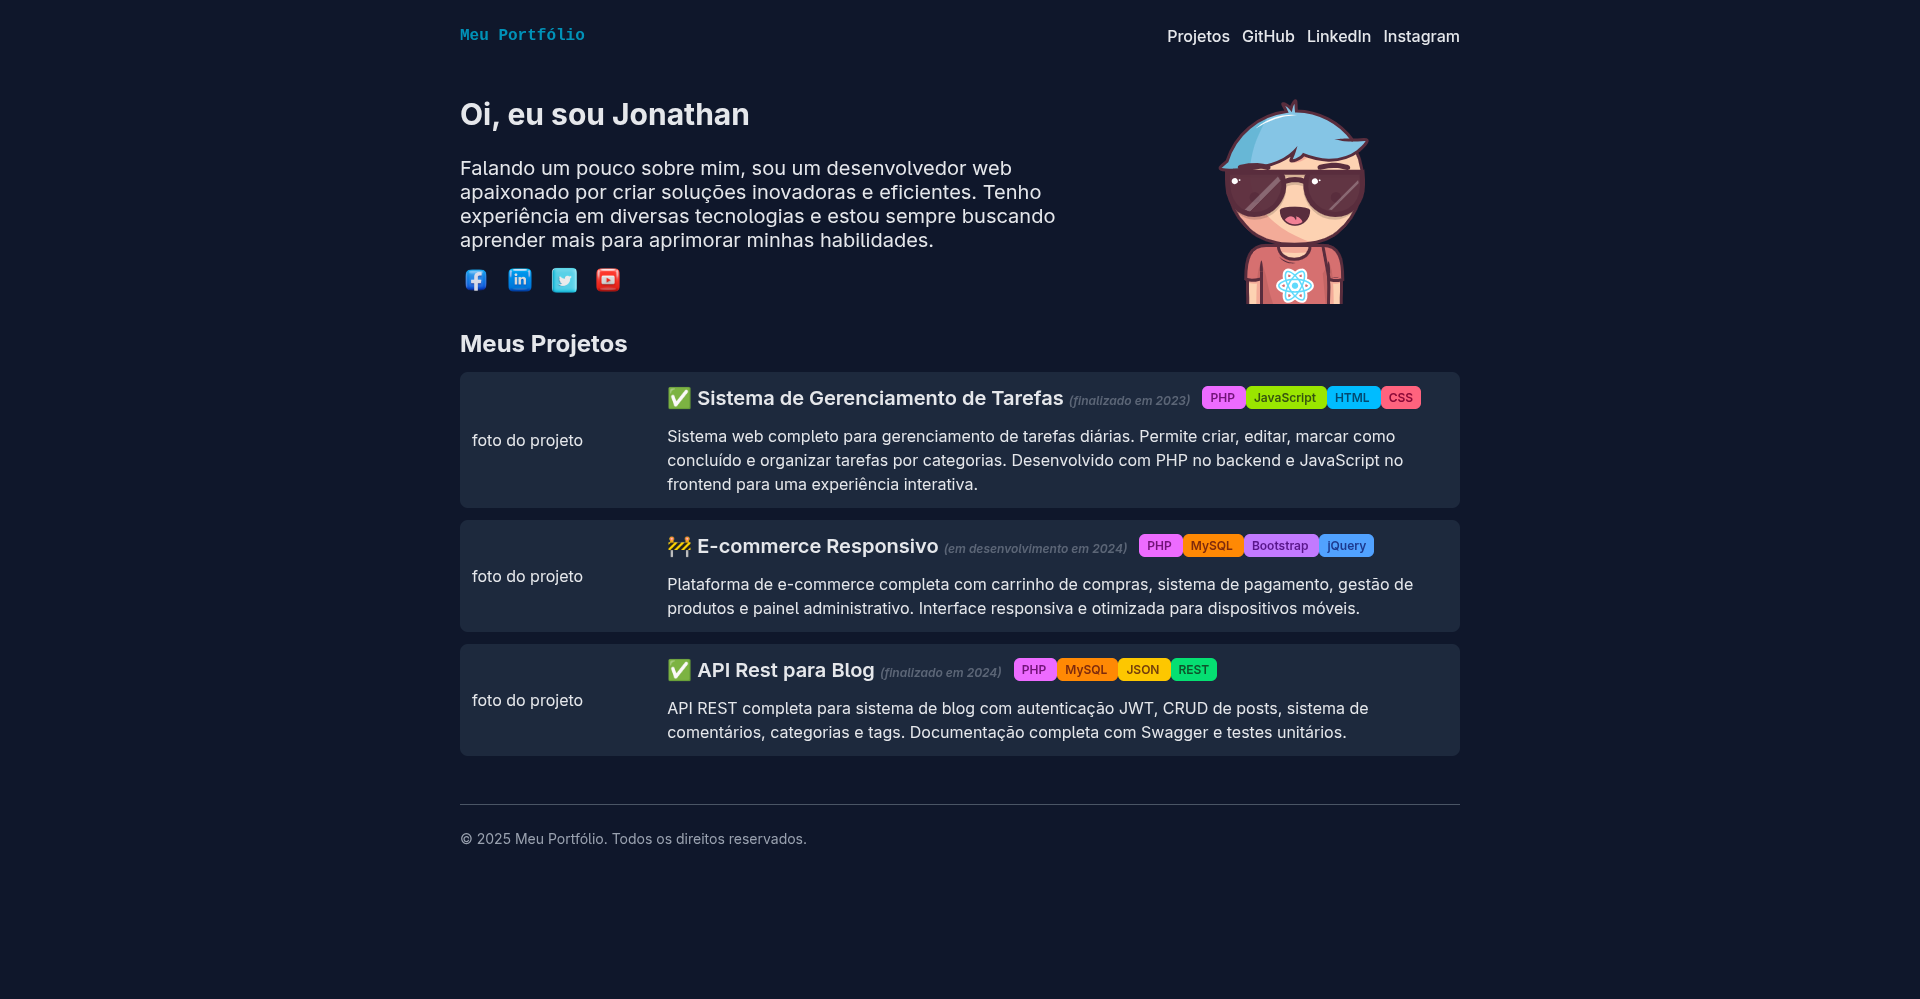 Meu Portfólio
Projetos GitHub LinkedIn Instagram
Oi, eu sou Jonathan
Falando um pouco sobre mim, sou um desenvolvedor web
apaixonado por criar soluções inovadoras e eficientes. Tenho
experiência em diversas tecnologias e estou sempre buscando
aprender mais para aprimorar minhas habilidades.
Meus Projetos
foto do projeto
✅ Sistema de Gerenciamento de Tarefas (finalizado em 2023) PHP JavaScript HTML CSS
Sistema web completo para gerenciamento de tarefas diárias. Permite criar, editar, marcar como
concluído e organizar tarefas por categorias. Desenvolvido com PHP no backend e JavaScript no
frontend para uma experiência interativa.
foto do projeto
🚧 E-commerce Responsivo (em desenvolvimento em 2024) PHP MySQL Bootstrap jQuery
Plataforma de e-commerce completa com carrinho de compras, sistema de pagamento, gestão de
produtos e painel administrativo. Interface responsiva e otimizada para dispositivos móveis.
foto do projeto
✅ API Rest para Blog (finalizado em 2024) PHP MySQL JSON REST
API REST completa para sistema de blog com autenticação JWT, CRUD de posts, sistema de
comentários, categorias e tags. Documentação completa com Swagger e testes unitários.
© 2025 Meu Portfólio. Todos os direitos reservados.